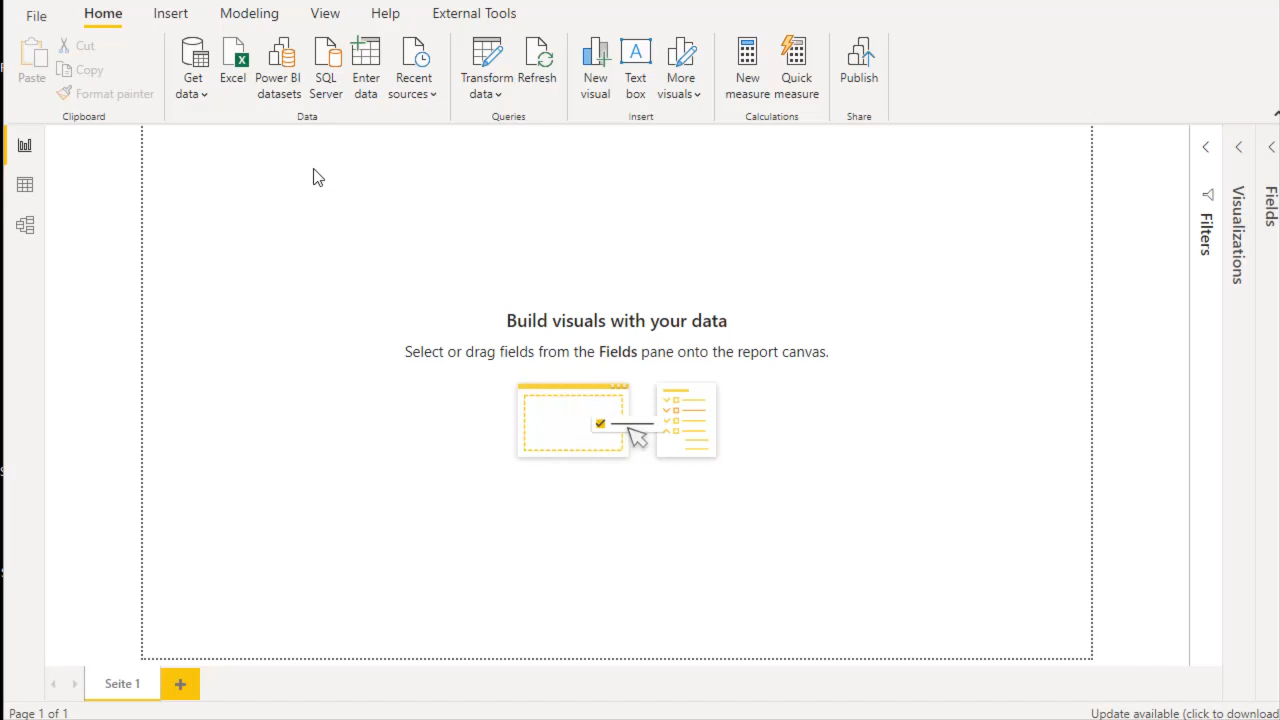 File Home Insert Modeling View Help External Tools
Paste
Cut
Copy
Format painter
Clipboard
Get data
Excel
Power BI datasets
SQL Server
Enter data
Recent sources
Data
Transform data
Refresh
Queries
New visual
Text box
More visuals
Insert
New measure
Quick measure
Calculations
Publish
Share
Filters
Visualizations
Fields
Build visuals with your data
Select or drag fields from the Fields pane onto the report canvas.
Seite 1
Page 1 of 1
Update available (click to download